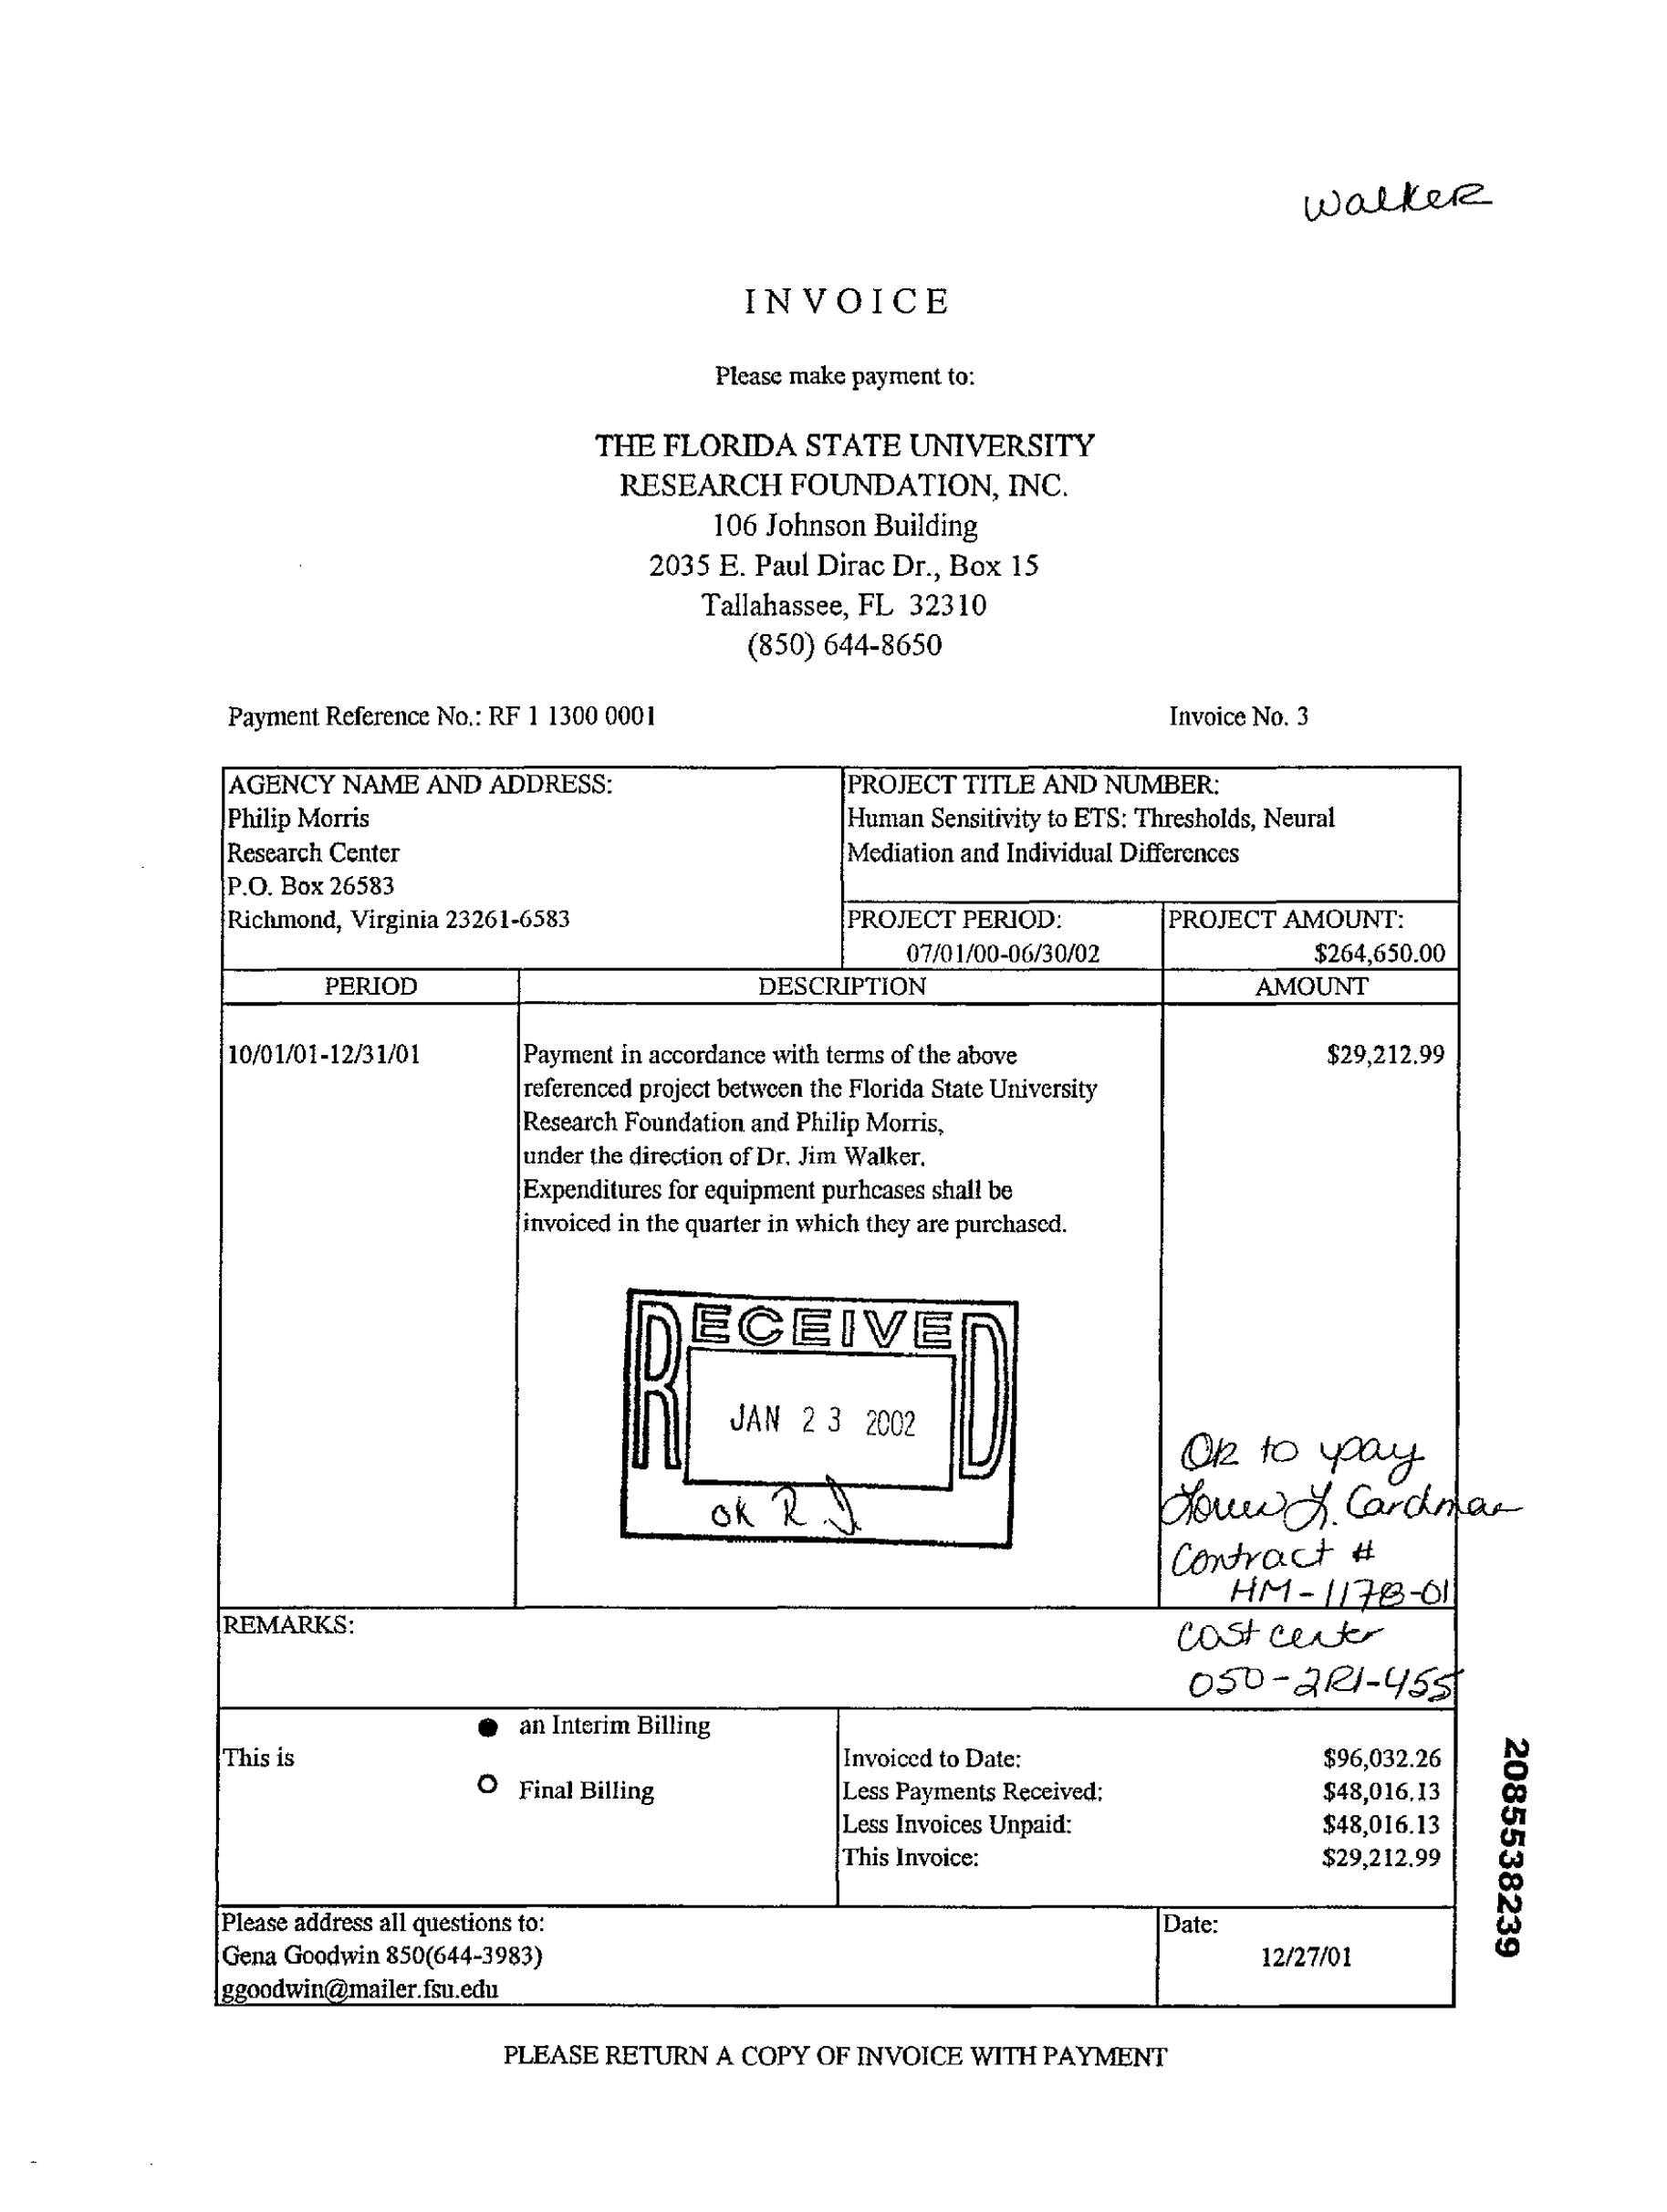 Walker
INVOICE
Please make payment to:
THE FLORIDA STATE UNIVERSITY
RESEARCH FOUNDATION, INC.
106 Johnson Building
2035 E. Paul Dirac Dr., Box 15
Tallahassee, FL 32310
(850) 644-8650
Payment Reference No.: RF 1 1300 0001 Invoice No. 3
AGENCY NAME AND ADDRESS:
Philip Morris
Research Center
P.O. Box 26583
Richmond, Virginia 23261-6583
PROJECT TITLE AND NUMBER:
Human Sensitivity to ETS: Thresholds, Neural
Mediation and Individual Differences
PROJECT PERIOD:
07/01/00-06/30/02
PROJECT AMOUNT:
$264,650.00
PERIOD DESCRIPTION AMOUNT
10/01/01-12/31/01
Payment in accordance with terms of the above
referenced project between the Florida State University
Research Foundation and Philip Morris,
under the direction of Dr. Jim Walker.
Expenditures for equipment purhcases shall be
invoiced in the quarter in which they are purchased.
$29,212.99
RECEIVED
JAN 23 2002
ok R
Ok to pay
L. Cardman
Contract #
HM-117B-01
REMARKS:
Cost center
050-2R1-455
This is
an Interim Billing
Final Billing
Invoiced to Date: $96,032.26
Less Payments Received: $48,016.13
Less Invoices Unpaid: $48,016.13
This Invoice: $29,212.99
Please address all questions to:
Gena Goodwin 850(644-3983)
ggoodwin@mailer.fsu.edu
Date:
12/27/01
2085538239
PLEASE RETURN A COPY OF INVOICE WITH PAYMENT